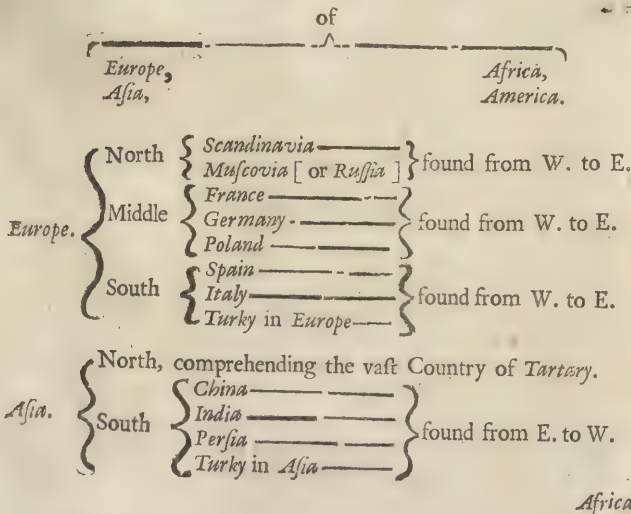 of
Europe, Africa,
Aſia, America.
North Scandinavia found from W. to E.
Muſcovia [ or Ruſſia ]
Middle France
Europe. Germany found from W. to E.
Poland
Spain
South Italy found from W. to E.
Turky in Europe
North, comprehending the vaſt Country of Tartary.
China
Aſia. South India found from E. to W.
Perſia
Turky in Aſia
Africa